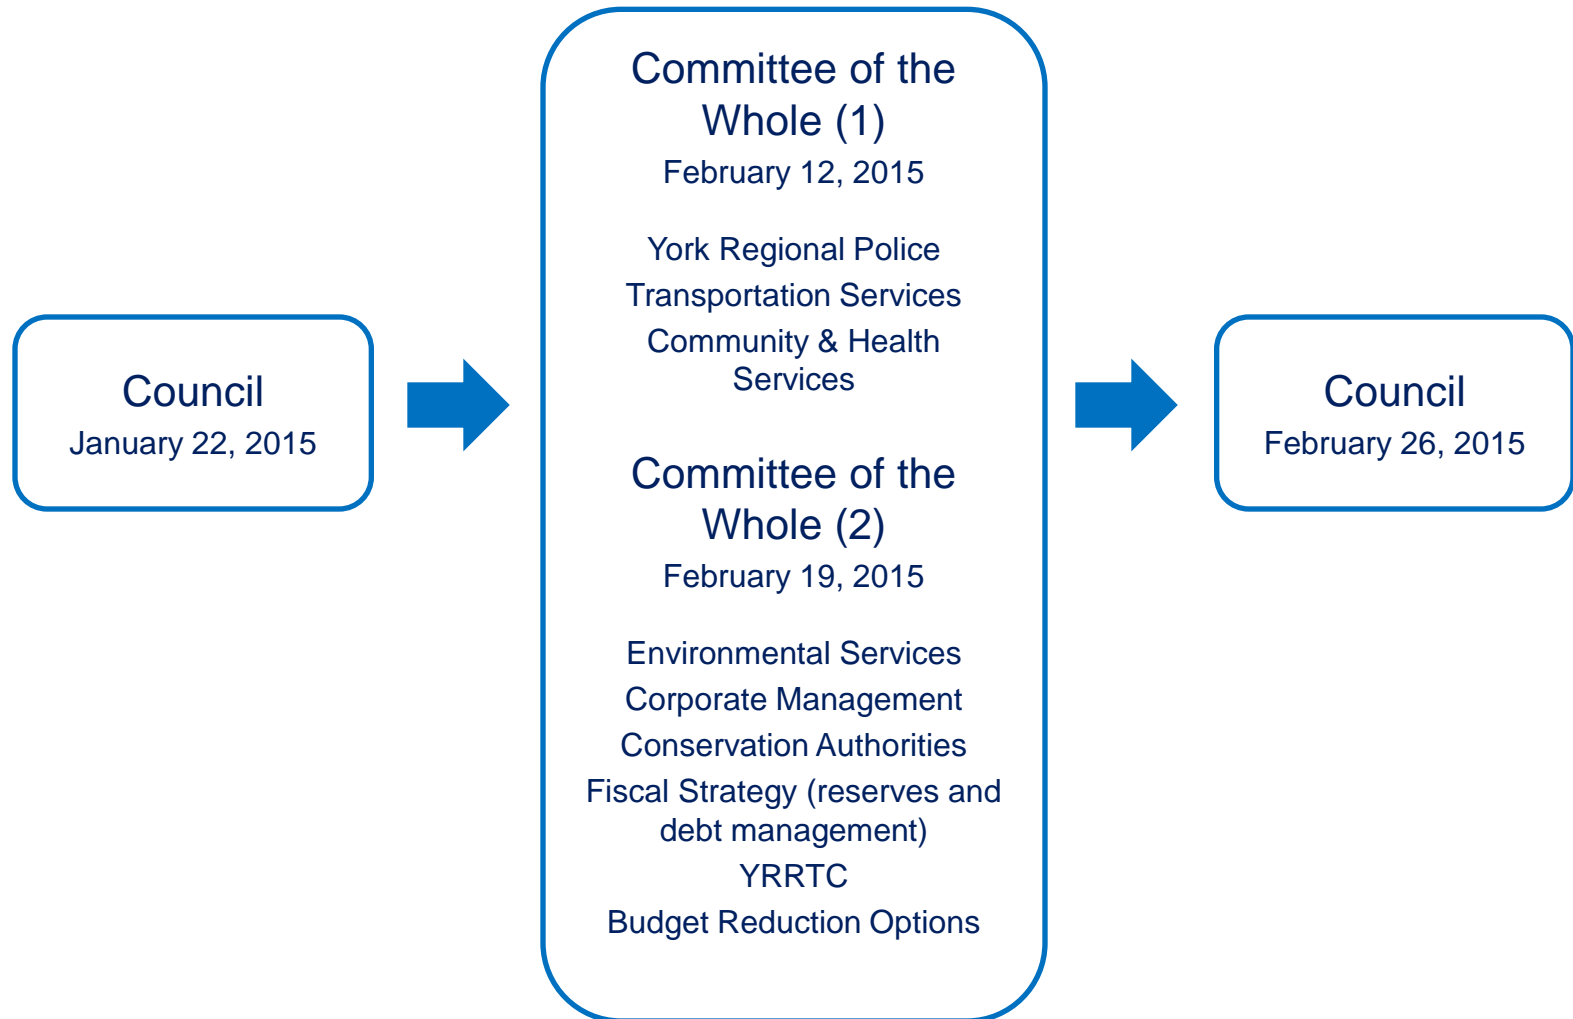 Council
January 22, 2015
Committee of the
Whole (1)
February 12, 2015
York Regional Police
Transportation Services
Community & Health
Services
Committee of the
Whole (2)
February 19, 2015
Environmental Services
Corporate Management
Conservation Authorities
Fiscal Strategy (reserves and
debt management)
YRRTC
Budget Reduction Options
Council
February 26, 2015